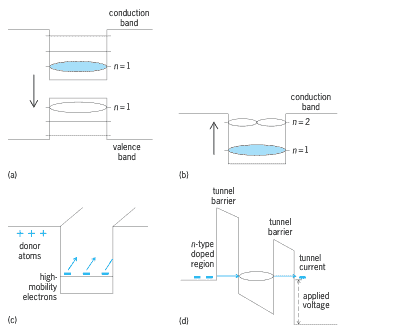 conduction
band
n = 1
n = 1
valence
band
(a)
conduction
band
n = 2
n = 1
(b)
donor
atoms
high-
mobility
electrons
(c)
tunnel
barrier
n-type
doped
region
tunnel
barrier
tunnel
current
applied
voltage
(d)